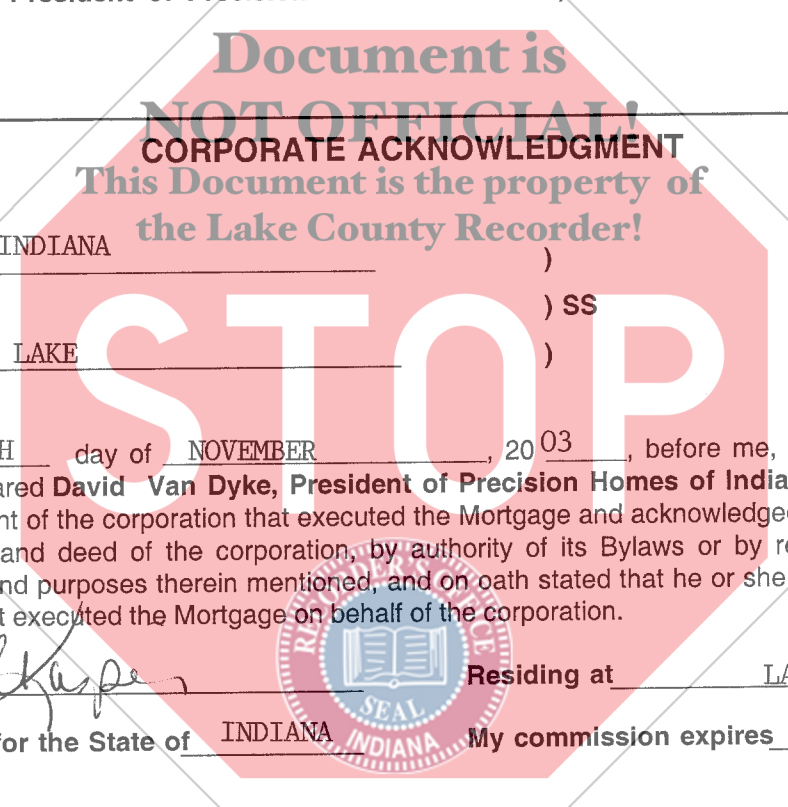 Document is
NOT OFFICIAL!
CORPORATE ACKNOWLEDGMENT
This Document is the property of
the Lake County Recorder!
INDIANA )
) SS
LAKE )
STOP
H day of NOVEMBER , 20 03 , before me,
ared David Van Dyke, President of Precision Homes of India
nt of the corporation that executed the Mortgage and acknowledge
and deed of the corporation, by authority of its Bylaws or by re
nd purposes therein mentioned, and on oath stated that he or she
t executed the Mortgage on behalf of the corporation.
RECORDER'S OFFICE
Kasper
Residing at LA
SEAL
for the State of INDIANA My commission expires
INDIANA